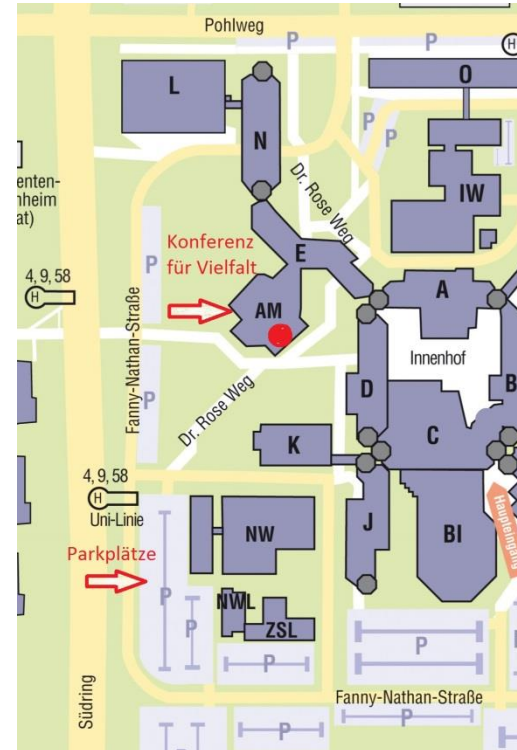 Pohlweg
P
P
H
L
O
N
P
P
IW
enten-
nheim
at)
Dr. Rose Weg
Konferenz
für Vielfalt
E
P
4, 9, 58
H
A
AM
Fanny-Nathan-Straße
Innenhof
D
B
P
Dr. Rose Weg
C
K
4, 9, 58
H
Uni-Linie
Haupteingang
J
BI
NW
Parkplätze
P
P
NWL
ZSL
P
P
P
Südring
Fanny-Nathan-Straße
P
P
P
P